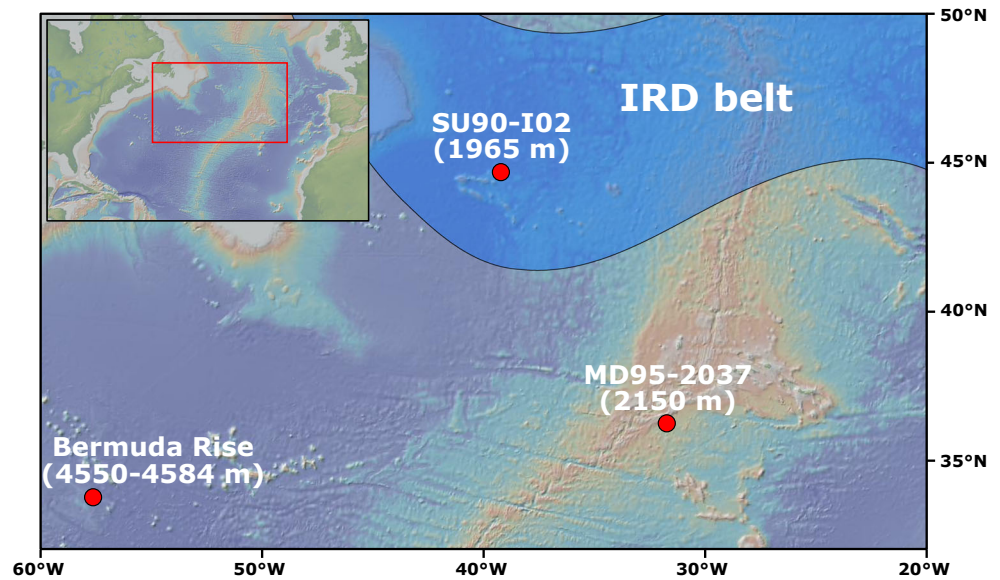 50°N
IRD belt
SU90-I02
(1965 m)
45°N
40°N
MD95-2037
(2150 m)
Bermuda Rise
(4550-4584 m)
35°N
60°W
50°W
40°W
30°W
20°W